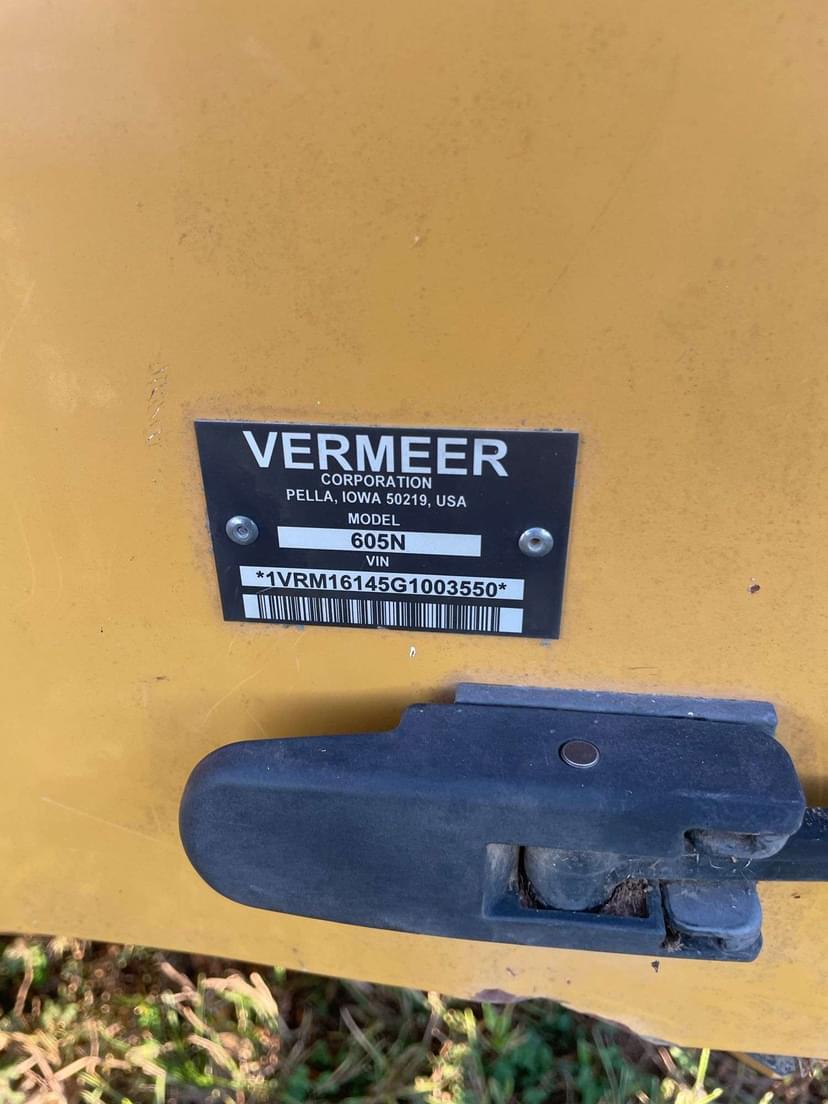 VERMEER
CORPORATION
PELLA, IOWA 50219, USA
MODEL
605N
VIN
*1VRM16145G1003550*